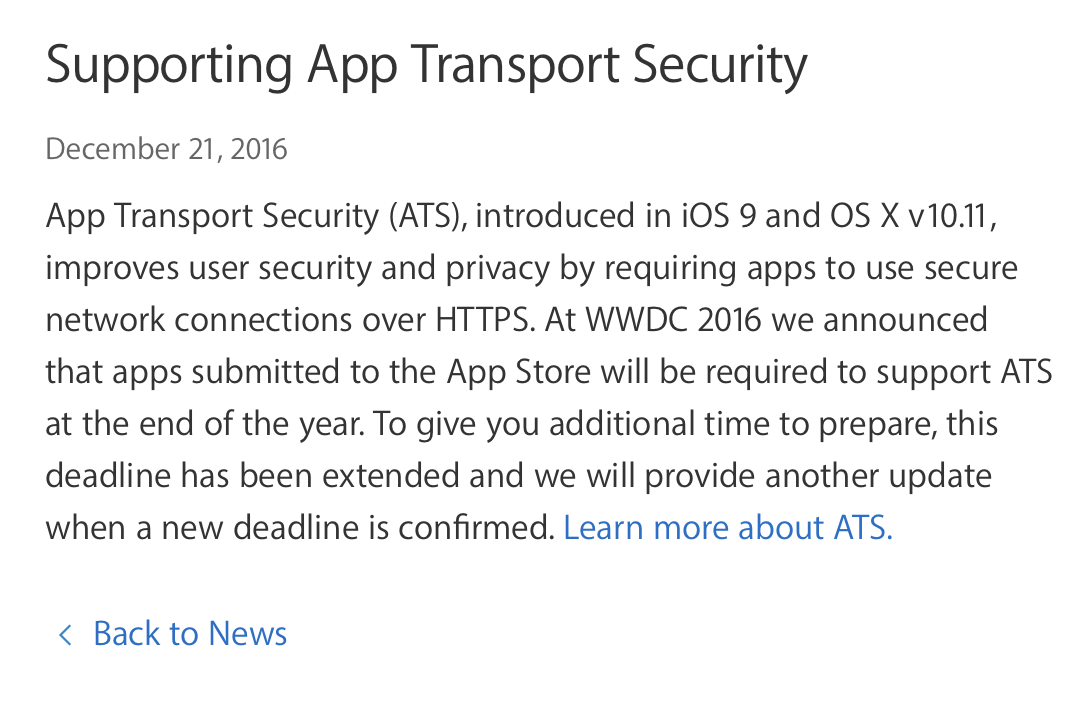 Supporting App Transport Security
December 21, 2016
App Transport Security (ATS), introduced in iOS 9 and OS X v10.11,
improves user security and privacy by requiring apps to use secure
network connections over HTTPS. At WWDC 2016 we announced
that apps submitted to the App Store will be required to support ATS
at the end of the year. To give you additional time to prepare, this
deadline has been extended and we will provide another update
when a new deadline is confirmed. Learn more about ATS.
Back to News